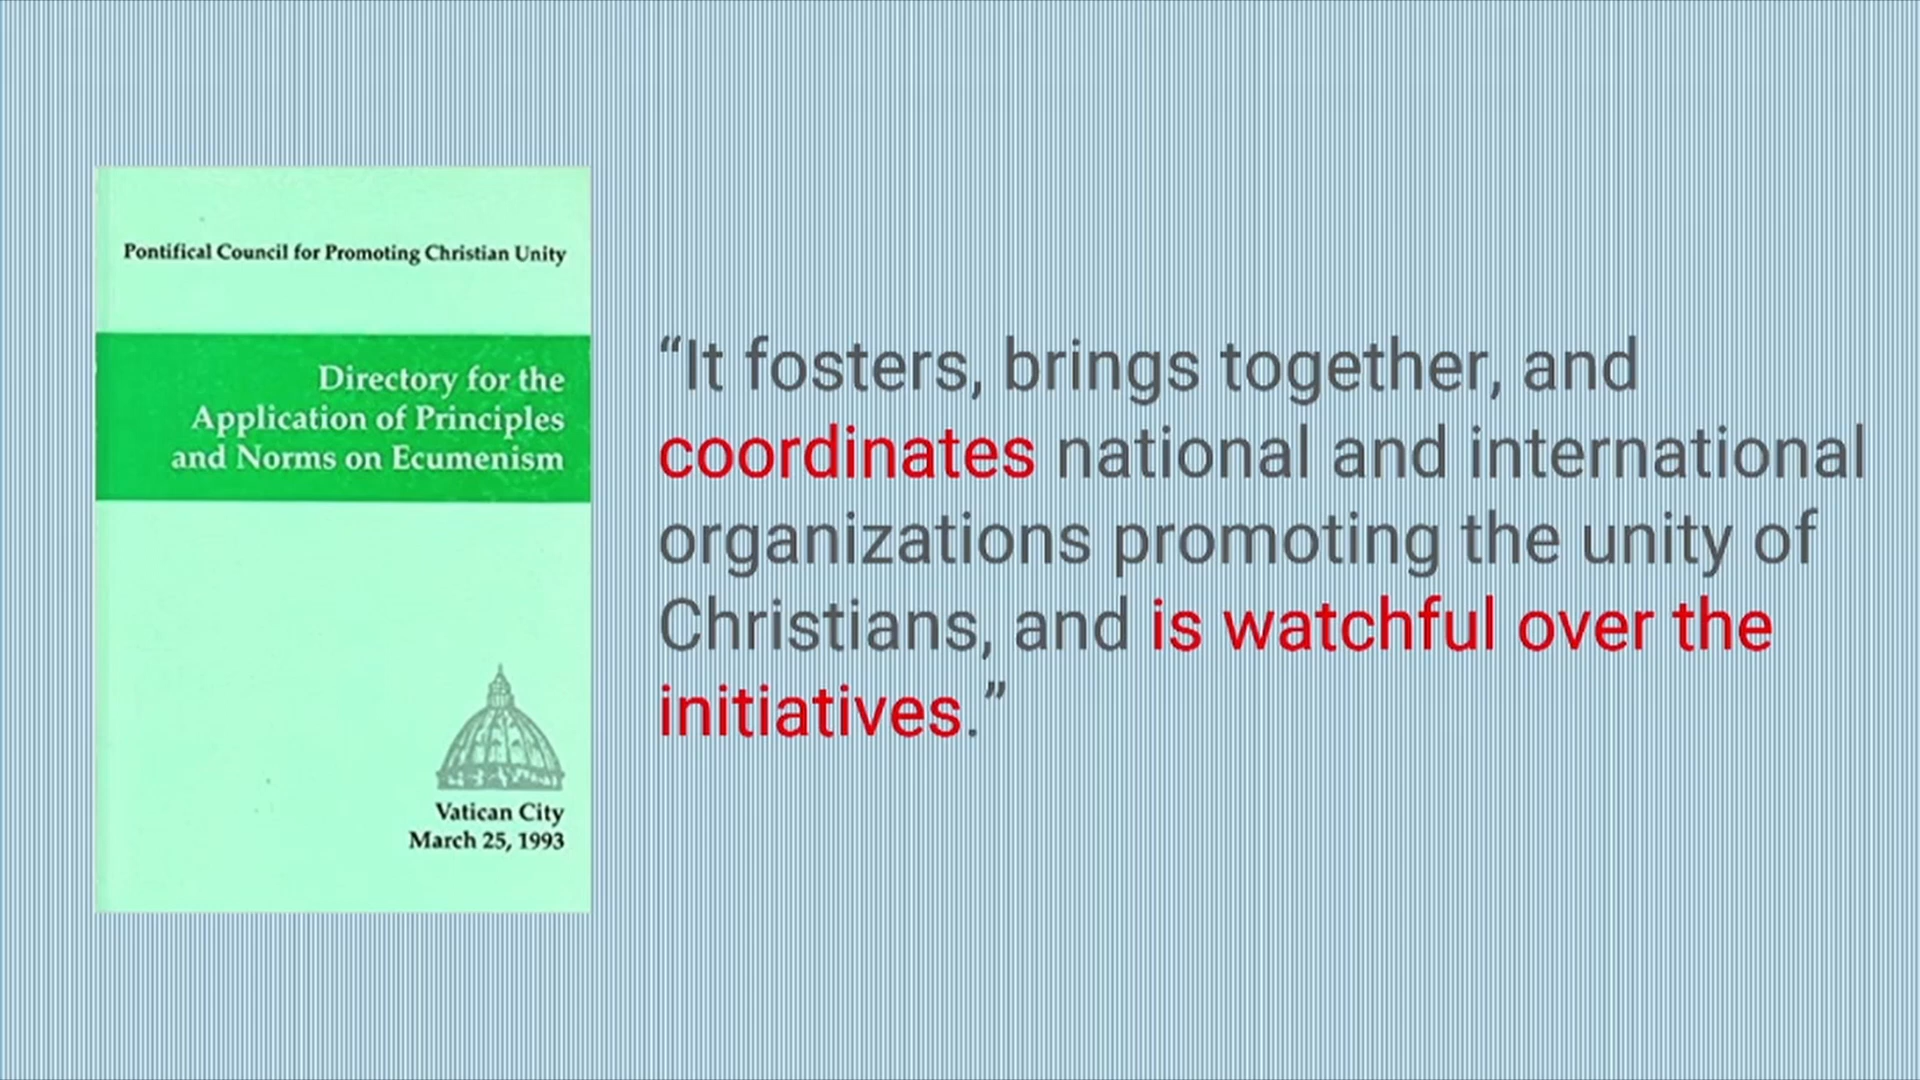 Pontifical Council for Promoting Christian Unity
Directory for the
Application of Principles
and Norms on Ecumenism
Vatican City
March 25, 1993
“It fosters, brings together, and
coordinates national and international
organizations promoting the unity of
Christians, and is watchful over the
initiatives.”